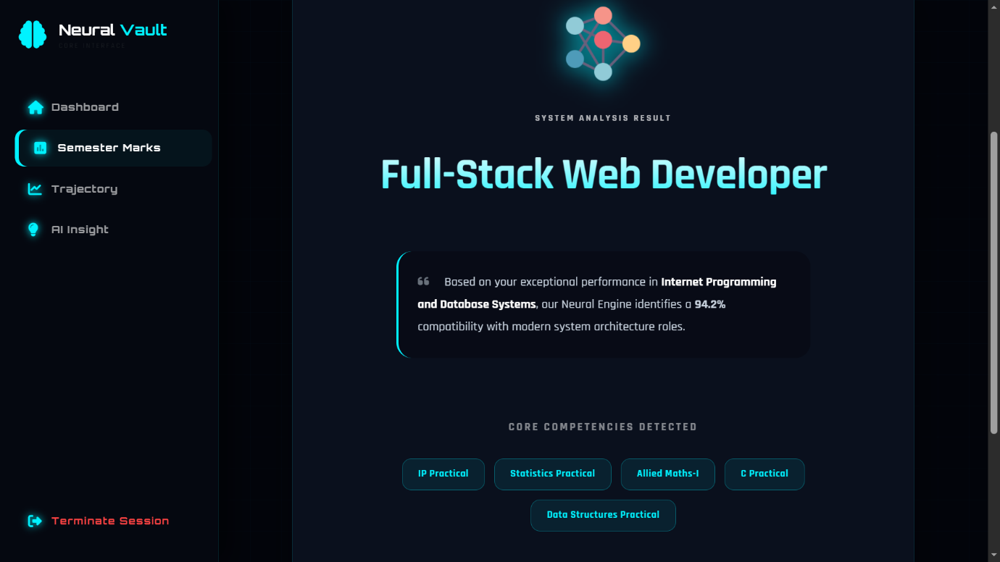 Neural Vault
CORE INTERFACE
Dashboard
Semester Marks
Trajectory
AI Insight
Terminate Session
SYSTEM ANALYSIS RESULT
Full-Stack Web Developer
“ Based on your exceptional performance in Internet Programming
and Database Systems, our Neural Engine identifies a 94.2%
compatibility with modern system architecture roles.
CORE COMPETENCIES DETECTED
IP Practical
Statistics Practical
Allied Maths-I
C Practical
Data Structures Practical